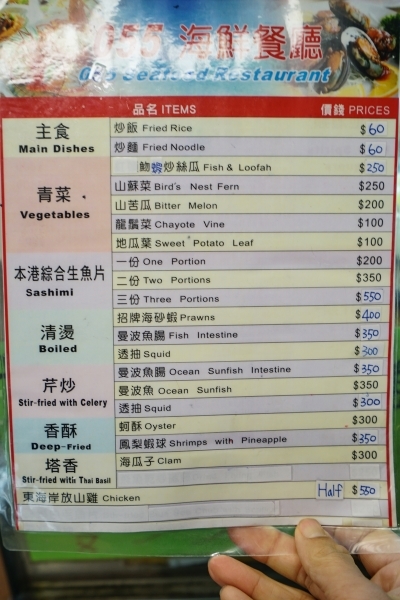 055 海鮮餐廳
055 Seafood Restaurant
品名 ITEMS 價錢 PRICES
主食 Main Dishes
炒飯 Fried Rice $60
炒麵 Fried Noodle $60
青菜 Vegetables
炒絲瓜 Fish & Loofah $250
山蘇菜 Bird's Nest Fern $250
山苦瓜 Bitter Melon $200
龍鬚菜 Chayote Vine $100
地瓜葉 Sweet Potato Leaf $100
本港綜合生魚片 Sashimi
一份 One Portion $200
二份 Two Portions $350
三份 Three Portions $550
清燙 Boiled
招牌海砂蝦 Prawns $400
曼波魚腸 Fish Intestine $350
透抽 Squid $300
芹炒 Stir-fried with Celery
曼波魚腸 Ocean Sunfish Intestine $350
曼波魚 Ocean Sunfish $350
透抽 Squid $300
香酥 Deep-Fried
蚵酥 Oyster $300
鳳梨蝦球 Shrimps with Pineapple $350
塔香 Stir-fried with Thai Basil
海瓜子 Clam $300
東海岸放山雞 Chicken Half $550